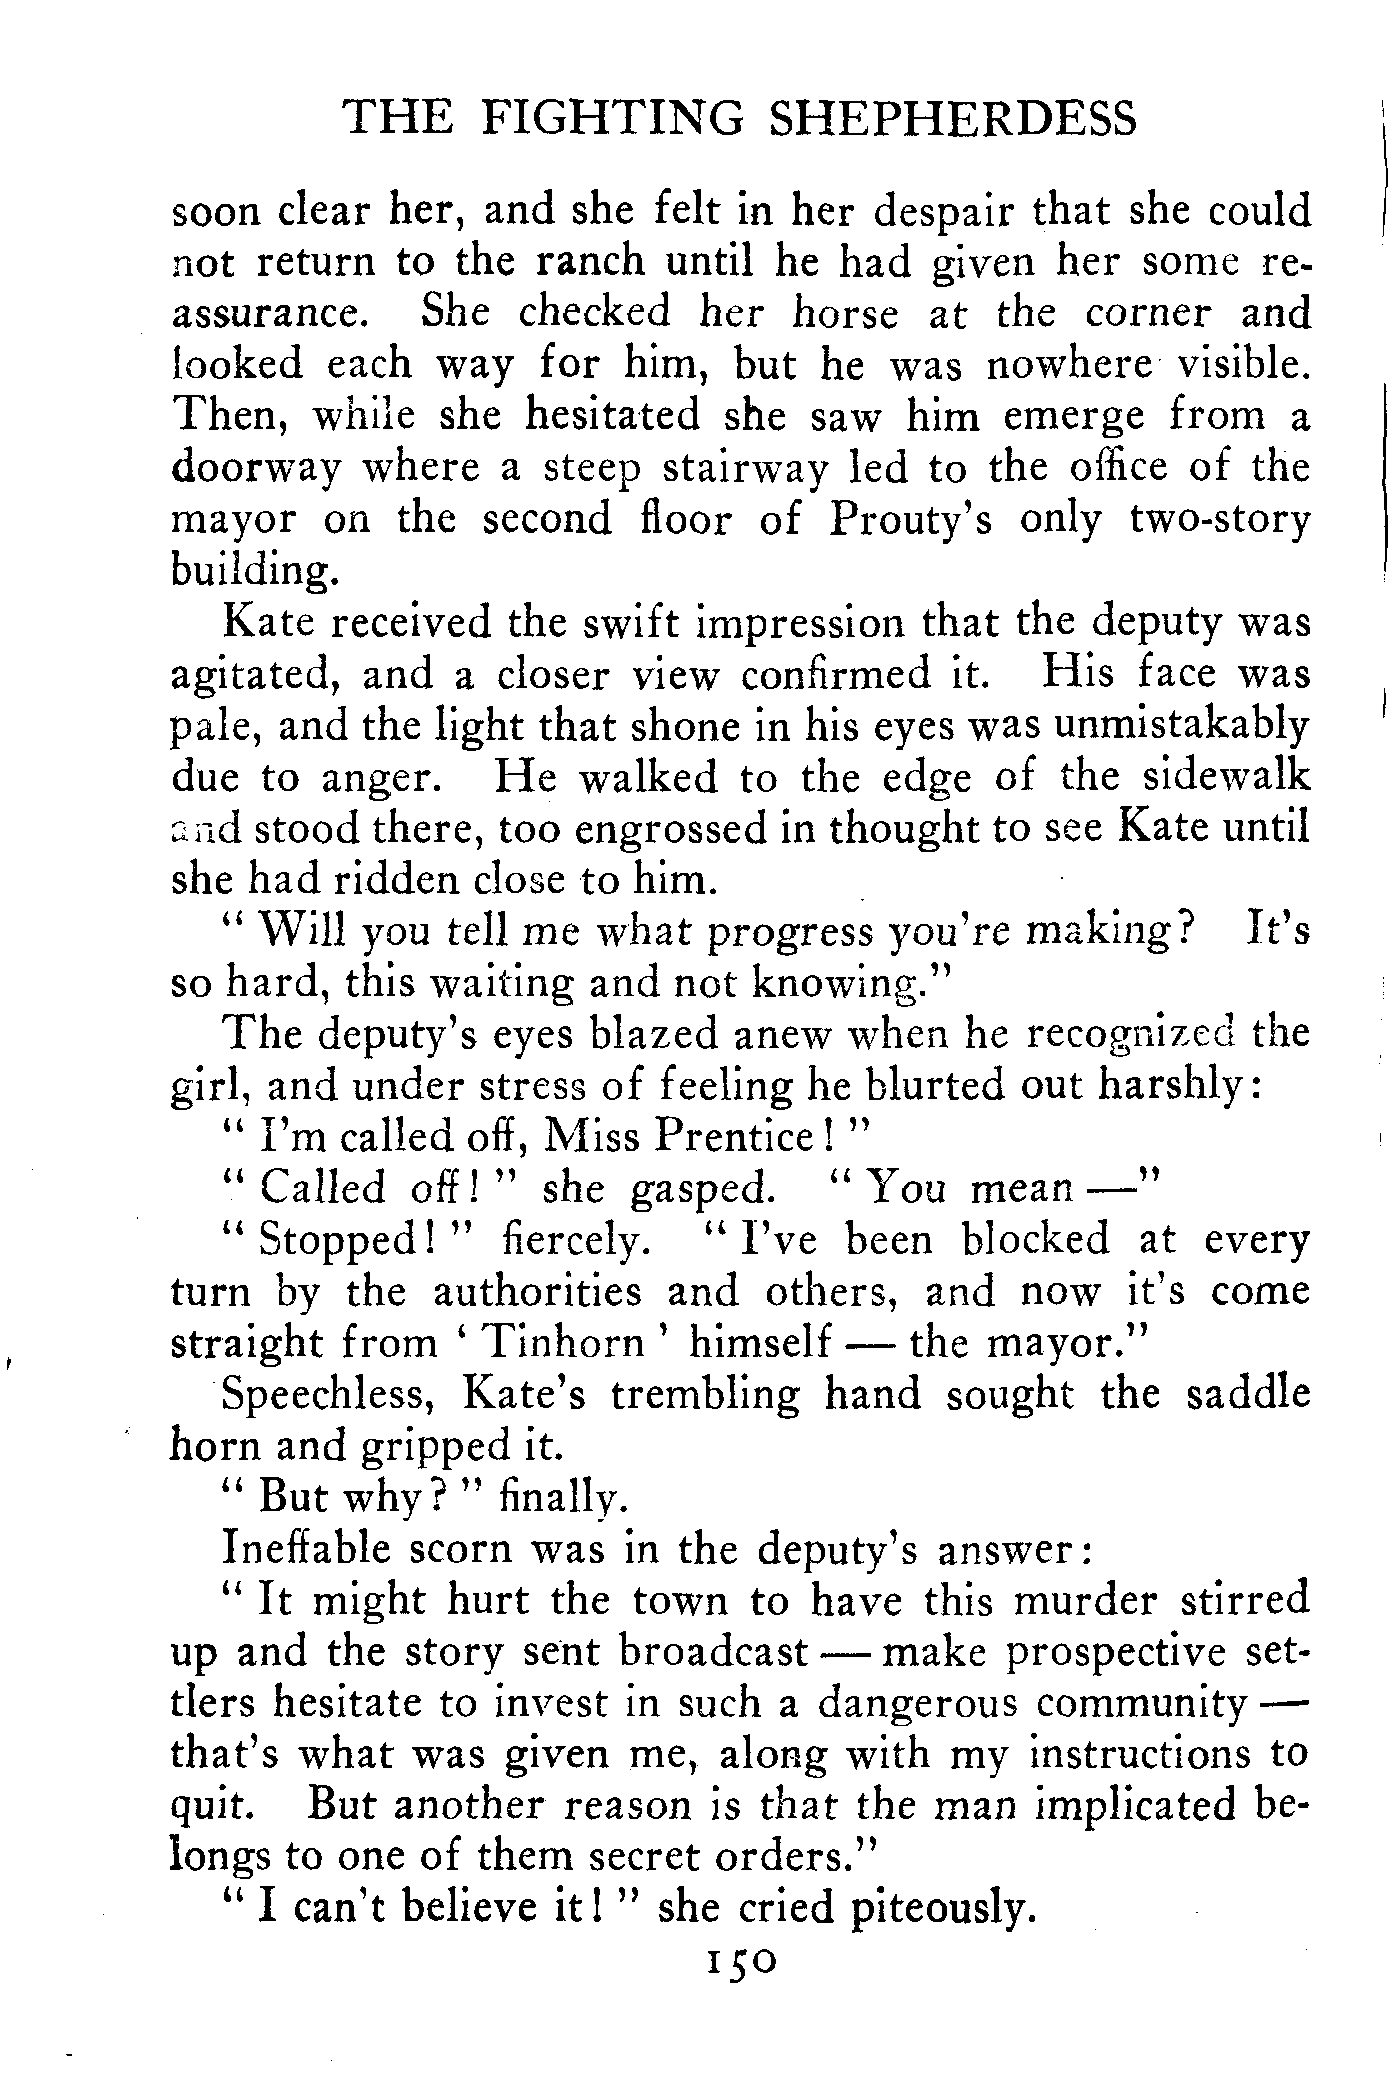 THE FIGHTING SHEPHERDESS
soon clear her, and she felt in her despair that she could
not return to the ranch until he had given her some re-
assurance. She checked her horse at the corner and
looked each way for him, but he was nowhere visible.
Then, while she hesitated she saw him emerge from a
doorway where a steep stairway led to the office of the
mayor on the second floor of Prouty's only two-story
building.
Kate received the swift impression that the deputy was
agitated, and a closer view confirmed it. His face was
pale, and the light that shone in his eyes was unmistakably
due to anger. He walked to the edge of the sidewalk
and stood there, too engrossed in thought to see Kate until
she had ridden close to him.
" Will you tell me what progress you're making? It's
so hard, this waiting and not knowing."
The deputy's eyes blazed anew when he recognized the
girl, and under stress of feeling he blurted out harshly:
" I'm called off, Miss Prentice! "
" Called off! " she gasped. " You mean —"
" Stopped! " fiercely. " I've been blocked at every
turn by the authorities and others, and now it's come
straight from ' Tinhorn ' himself — the mayor."
Speechless, Kate's trembling hand sought the saddle
horn and gripped it.
" But why? " finally.
Ineffable scorn was in the deputy's answer:
" It might hurt the town to have this murder stirred
up and the story sent broadcast — make prospective set-
tlers hesitate to invest in such a dangerous community —
that's what was given me, along with my instructions to
quit. But another reason is that the man implicated be-
longs to one of them secret orders."
" I can't believe it! " she cried piteously.
150